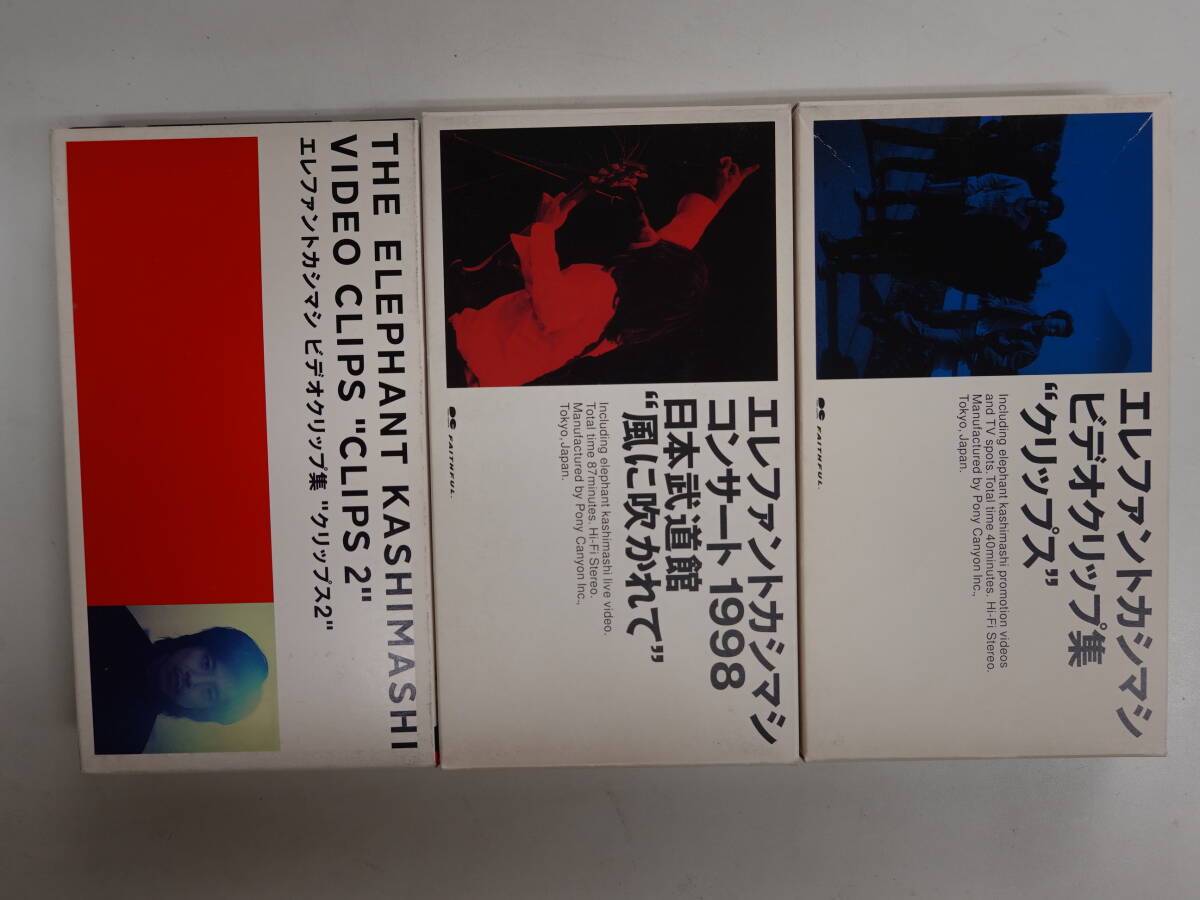 THE ELEPHANT KASHIMASHI
VIDEO CLIPS "CLIPS 2"
エレファントカシマシ ビデオクリップ集 "クリップス2"
エレファントカシマシ
コンサート 1998
日本武道館
“風に吹かれて”
Including elephant kashimashi live video.
Total time 87minutes. Hi-Fi Stereo.
Manufactured by Pony Canyon Inc.,
Tokyo,Japan.
FAITHFUL.
エレファントカシマシ
ビデオクリップ集
“クリップス”
Including elephant kashimashi promotion videos
and TV spots. Total time 40minutes. Hi-Fi Stereo.
Manufactured by Pony Canyon Inc.,
Tokyo,Japan.
FAITHFUL.